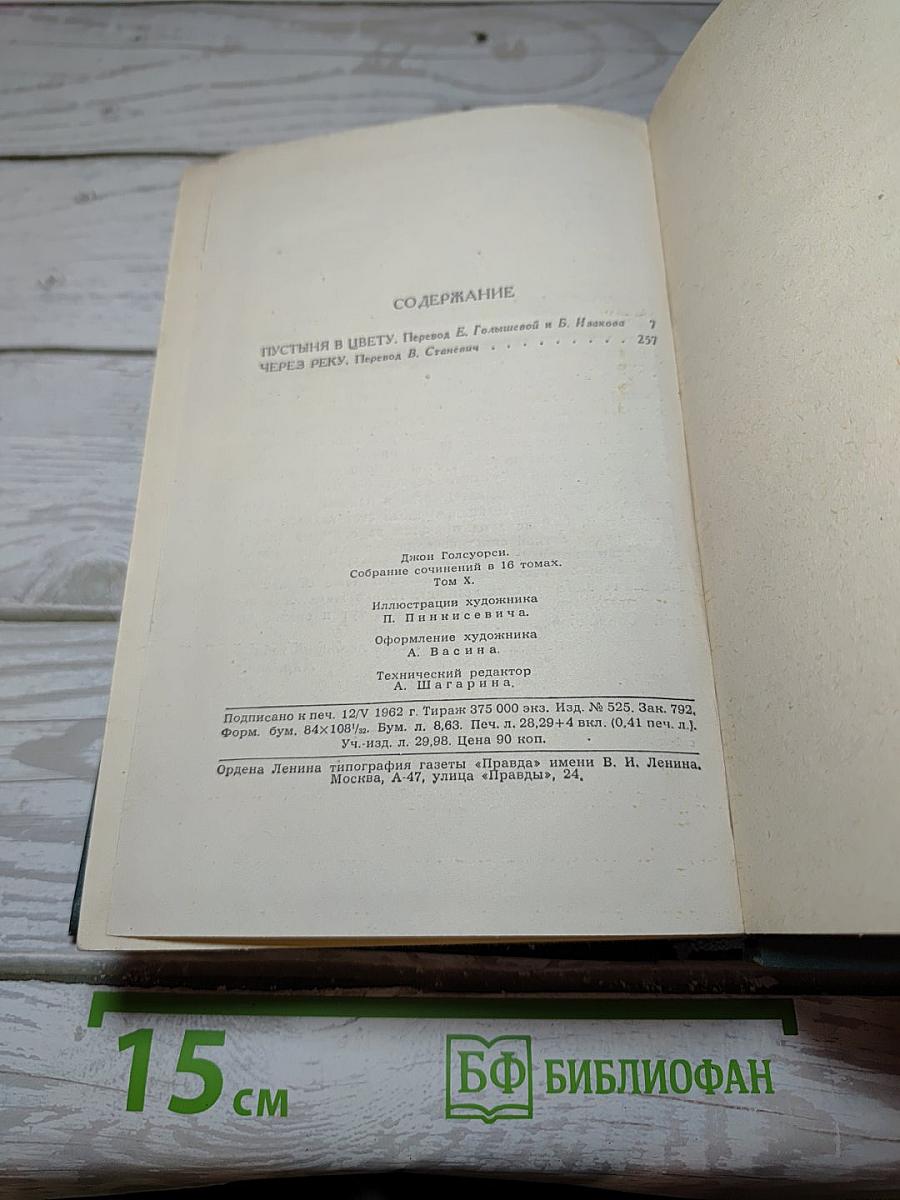 СОДЕРЖАНИЕ
ПУСТЫНЯ В ЦВЕТУ. Перевод Е. Голышевой и Б. Изакова 7
ЧЕРЕЗ РЕКУ. Перевод В. Станевич . . . . . . . . . 257
Джон Голсуорси.
Собрание сочинений в 16 томах.
Том X.
Иллюстрации художника
П. Пинкисевича.
Оформление художника
А. Васина.
Технический редактор
А. Шагарина.
Подписано к печ. 12/V 1962 г. Тираж 375 000 экз. Изд. № 525. Зак. 792.
Форм. бум. 84×108¹/₃₂. Бум. л. 8,63. Печ. л. 28,29+4 вкл. (0,41 печ. л.).
Уч.-изд. л. 29,98. Цена 90 коп.
Ордена Ленина типография газеты «Правда» имени В. И. Ленина.
Москва, А-47, улица «Правды», 24.
15 см
БФ БИБЛИОФАН